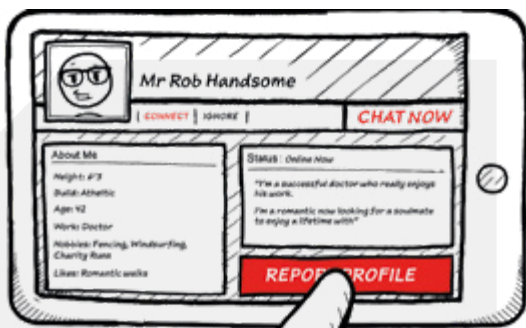 Mr Rob Handsome
CONNECT | IGNORE |
CHAT NOW
About Me
Height: 6'3
Build: Athletic
Age: 42
Work: Doctor
Hobbies: Fencing, Windsurfing,
Charity Runs
Likes: Romantic walks
Status: Online Now
"I'm a successful doctor who really enjoys
his work.
I'm a romantic now looking for a soulmate
to enjoy a lifetime with"
REPOR PROFILE